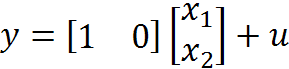 y = [1 0] [x₁ x₂] + u